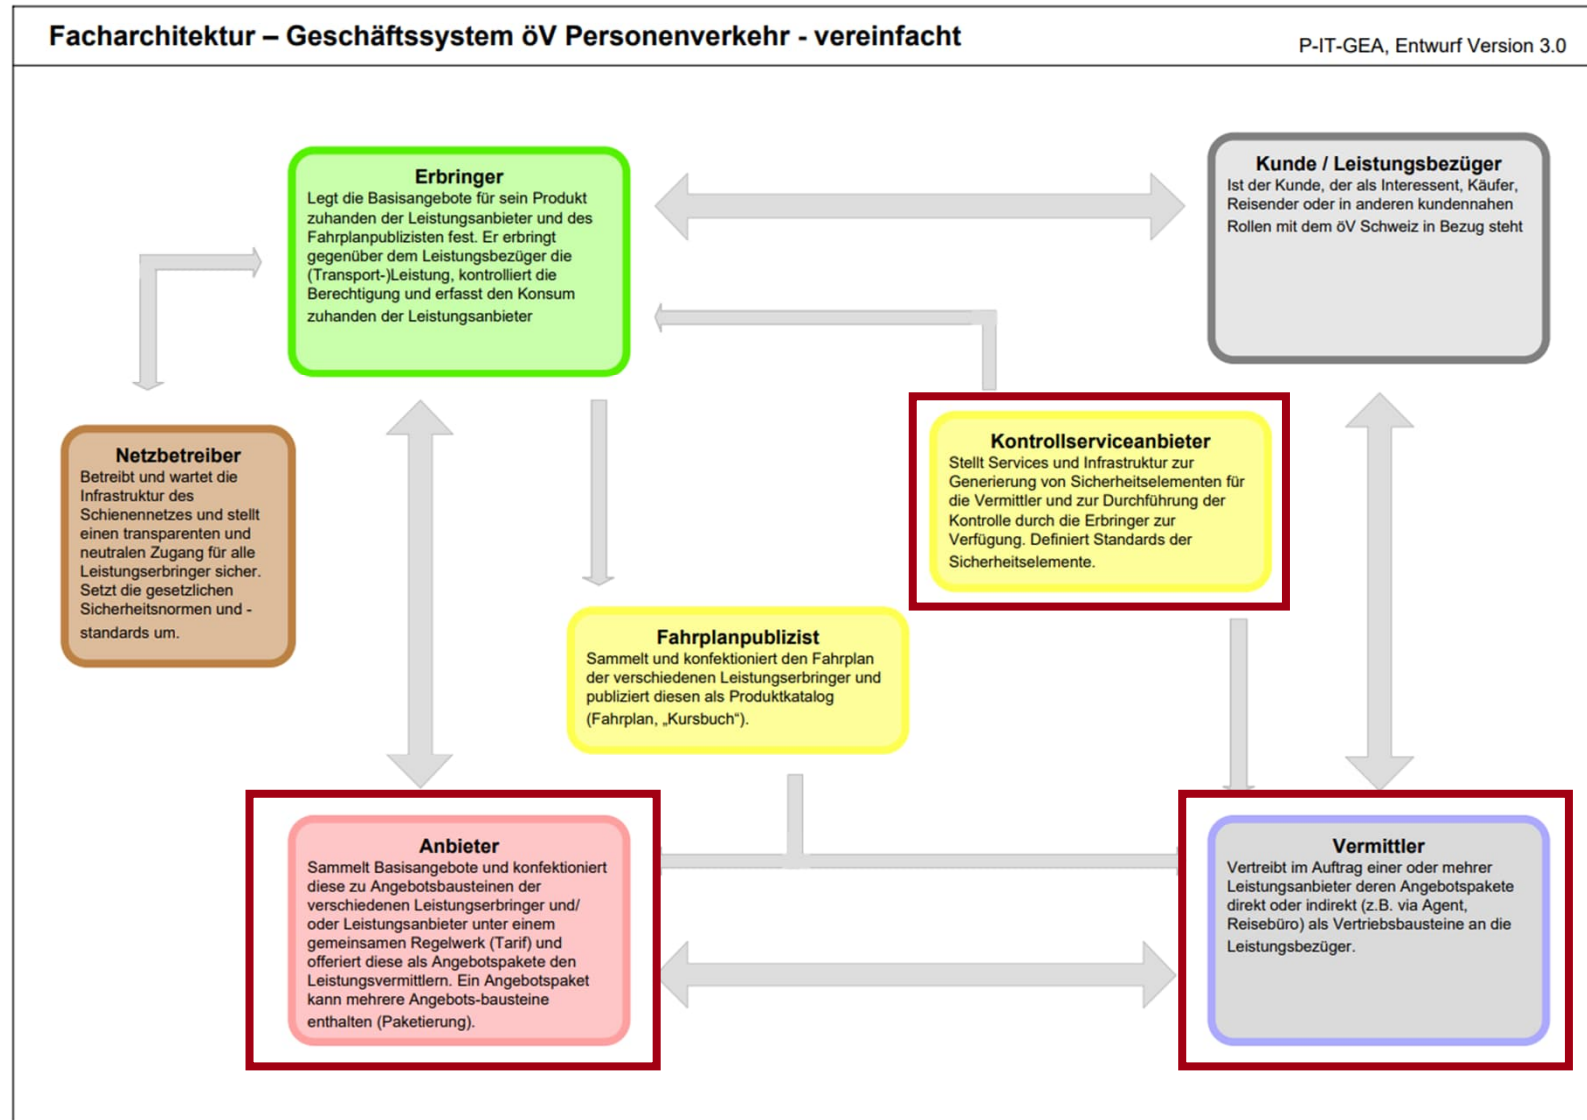 Facharchitektur – Geschäftssystem öV Personenverkehr - vereinfacht
P-IT-GEA, Entwurf Version 3.0
Erbringer
Legt die Basisangebote für sein Produkt
zuhanden der Leistungsanbieter und des
Fahrplanpublizisten fest. Er erbringt
gegenüber dem Leistungsbezüger die
(Transport-)Leistung, kontrolliert die
Berechtigung und erfasst den Konsum
zuhanden der Leistungsanbieter
Kunde / Leistungsbezüger
Ist der Kunde, der als Interessent, Käufer,
Reisender oder in anderen kundennahen
Rollen mit dem öV Schweiz in Bezug steht
Netzbetreiber
Betreibt und wartet die
Infrastruktur des
Schienennetzes und stellt
einen transparenten und
neutralen Zugang für alle
Leistungserbringer sicher.
Setzt die gesetzlichen
Sicherheitsnormen und -
standards um.
Kontrollserviceanbieter
Stellt Services und Infrastruktur zur
Generierung von Sicherheitselementen für
die Vermittler und zur Durchführung der
Kontrolle durch die Erbringer zur
Verfügung. Definiert Standards der
Sicherheitselemente.
Fahrplanpublizist
Sammelt und konfektioniert den Fahrplan
der verschiedenen Leistungserbringer und
publiziert diesen als Produktkatalog
(Fahrplan, „Kursbuch“).
Anbieter
Sammelt Basisangebote und konfektioniert
diese zu Angebotsbausteinen der
verschiedenen Leistungserbringer und/
oder Leistungsanbieter unter einem
gemeinsamen Regelwerk (Tarif) und
offeriert diese als Angebotspakete den
Leistungsvermittlern. Ein Angebotspaket
kann mehrere Angebots-bausteine
enthalten (Paketierung).
Vermittler
Vertreibt im Auftrag einer oder mehrer
Leistungsanbieter deren Angebotspakete
direkt oder indirekt (z.B. via Agent,
Reisebüro) als Vertriebsbausteine an die
Leistungsbezüger.